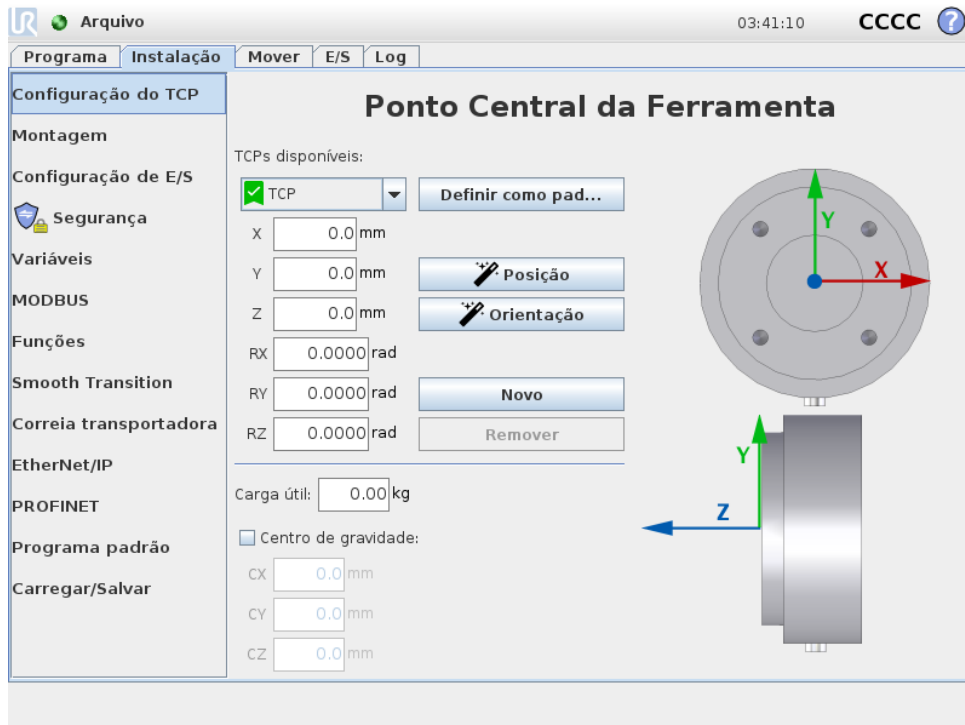 UR Arquivo 03:41:10 CCCC ?
Programa Instalação Mover E/S Log
Configuração do TCP
Montagem
Configuração de E/S
Segurança
Variáveis
MODBUS
Funções
Smooth Transition
Correia transportadora
EtherNet/IP
PROFINET
Programa padrão
Carregar/Salvar
Ponto Central da Ferramenta
TCPs disponíveis:
TCP Definir como pad...
X 0.0 mm
Y 0.0 mm Posição
Z 0.0 mm Orientação
RX 0.0000 rad
RY 0.0000 rad Novo
RZ 0.0000 rad Remover
Carga útil: 0.00 kg
Centro de gravidade:
CX 0.0 mm
CY 0.0 mm
CZ 0.0 mm
Y
X
Y
Z